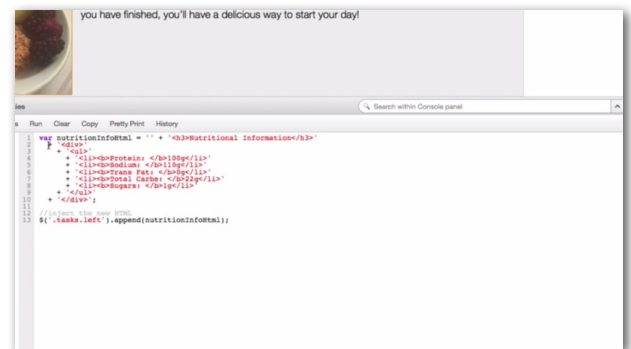 you have finished, you'll have a delicious way to start your day!
Search within Console panel
Run Clear Copy Pretty Print History
1 var nutritionInfoHtml = '' + '<h3>Nutritional Information</h3>'
2 + '<div>'
3 + '<ul>'
4 + '<li><b>Protein: </b>100g</li>'
5 + '<li><b>Sodium: </b>110g</li>'
6 + '<li><b>Trans Fat: </b>0g</li>'
7 + '<li><b>Total Carbs: </b>22g</li>'
8 + '<li><b>Sugars: </b>1g</li>'
9 + '</ul>'
10 + '</div>';
11
12 //inject the new HTML
13 $('.tasks.left').append(nutritionInfoHtml);